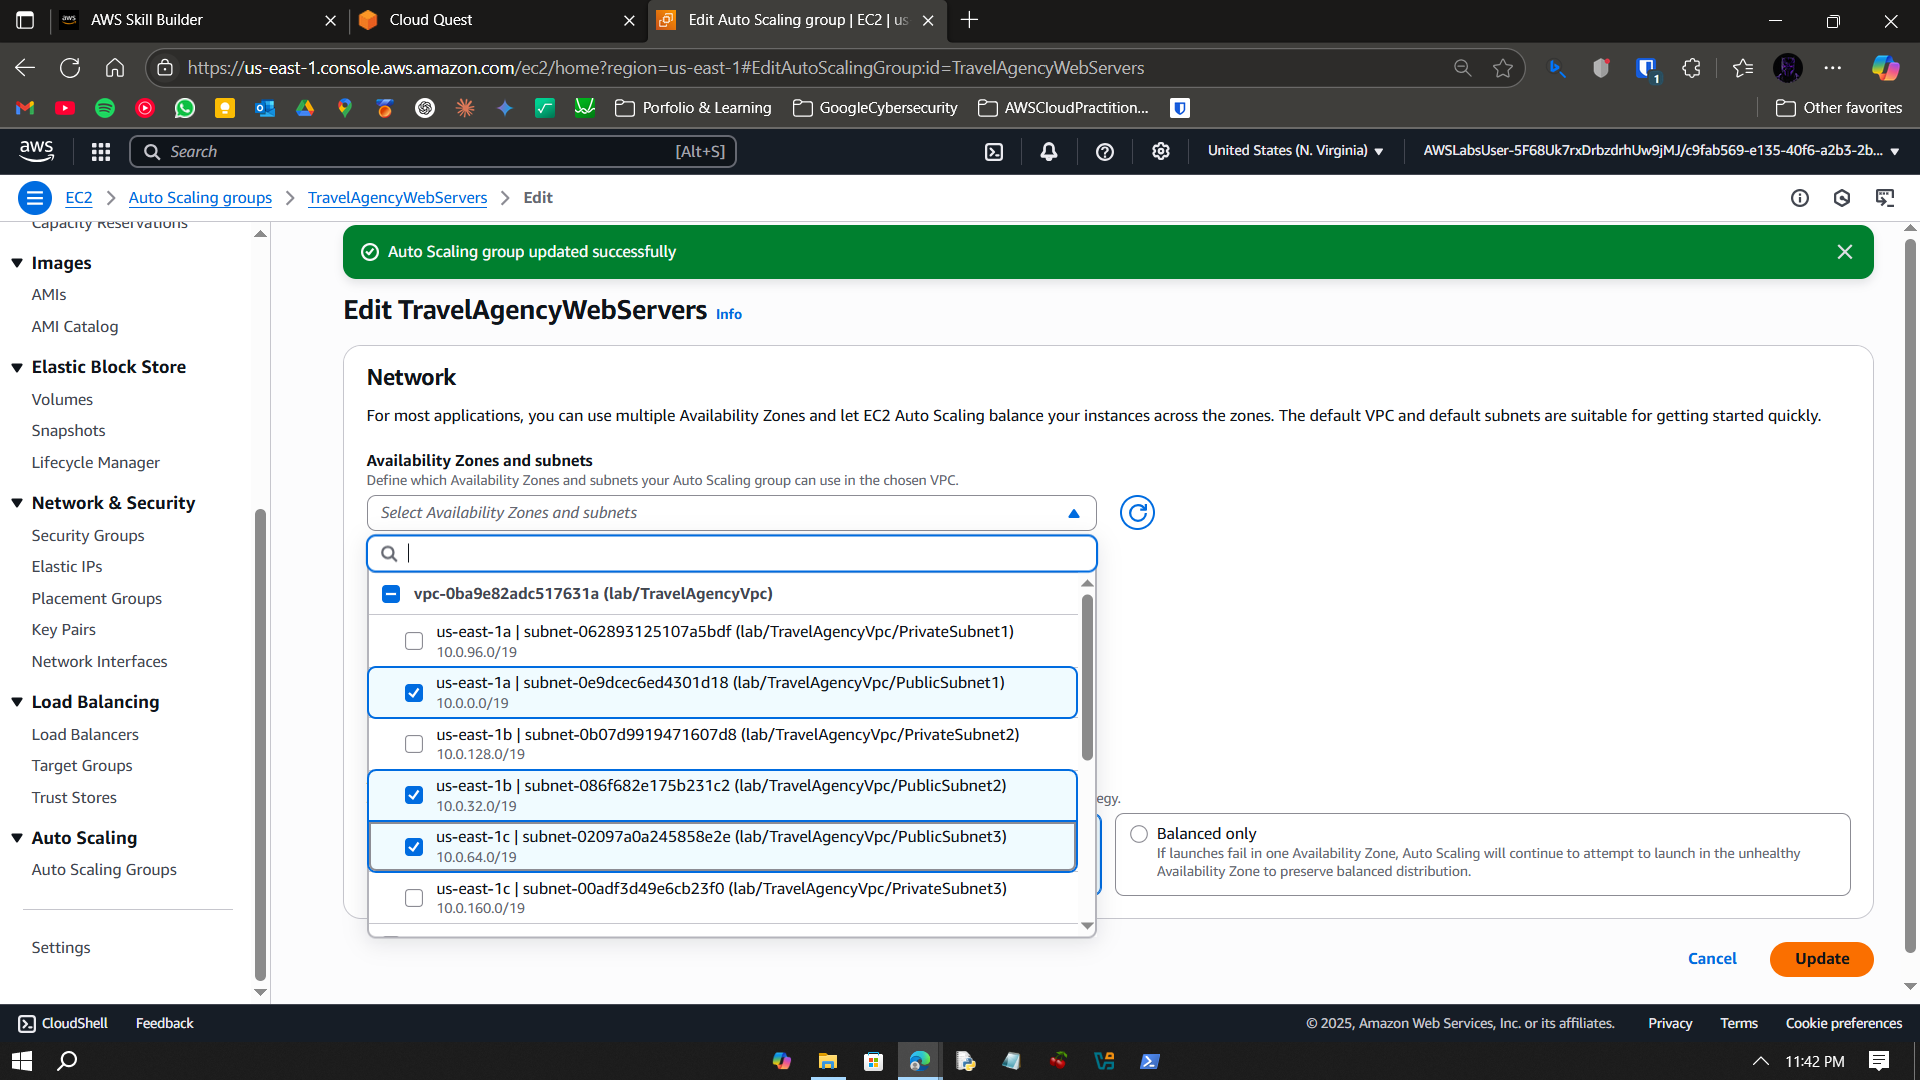 AWS Skill Builder
Cloud Quest
Edit Auto Scaling group | EC2 | us
https://us-east-1.console.aws.amazon.com/ec2/home?region=us-east-1#EditAutoScalingGroup:id=TravelAgencyWebServers
1
Porfolio & Learning
GoogleCybersecurity
AWSCloudPractition...
Other favorites
aws
Search
[Alt+S]
United States (N. Virginia)
AWSLabsUser-5F68Uk7rxDrbzdrhUw9jMJ/c9fab569-e135-40f6-a2b3-2b...
EC2
Auto Scaling groups
TravelAgencyWebServers
Edit
Capacity Reservations
Images
AMIs
AMI Catalog
Elastic Block Store
Volumes
Snapshots
Lifecycle Manager
Network & Security
Security Groups
Elastic IPs
Placement Groups
Key Pairs
Network Interfaces
Load Balancing
Load Balancers
Target Groups
Trust Stores
Auto Scaling
Auto Scaling Groups
Settings
Auto Scaling group updated successfully
Edit TravelAgencyWebServers Info
Network
For most applications, you can use multiple Availability Zones and let EC2 Auto Scaling balance your instances across the zones. The default VPC and default subnets are suitable for getting started quickly.
Availability Zones and subnets
Define which Availability Zones and subnets your Auto Scaling group can use in the chosen VPC.
Select Availability Zones and subnets
vpc-0ba9e82adc517631a (lab/TravelAgencyVpc)
us-east-1a | subnet-062893125107a5bdf (lab/TravelAgencyVpc/PrivateSubnet1)
10.0.96.0/19
us-east-1a | subnet-0e9dcec6ed4301d18 (lab/TravelAgencyVpc/PublicSubnet1)
10.0.0.0/19
us-east-1b | subnet-0b07d9919471607d8 (lab/TravelAgencyVpc/PrivateSubnet2)
10.0.128.0/19
us-east-1b | subnet-086f682e175b231c2 (lab/TravelAgencyVpc/PublicSubnet2)
10.0.32.0/19
us-east-1c | subnet-02097a0a245858e2e (lab/TravelAgencyVpc/PublicSubnet3)
10.0.64.0/19
us-east-1c | subnet-00adf3d49e6cb23f0 (lab/TravelAgencyVpc/PrivateSubnet3)
10.0.160.0/19
egy.
Balanced only
If launches fail in one Availability Zone, Auto Scaling will continue to attempt to launch in the unhealthy
Availability Zone to preserve balanced distribution.
Cancel
Update
CloudShell
Feedback
© 2025, Amazon Web Services, Inc. or its affiliates.
Privacy
Terms
Cookie preferences
11:42 PM